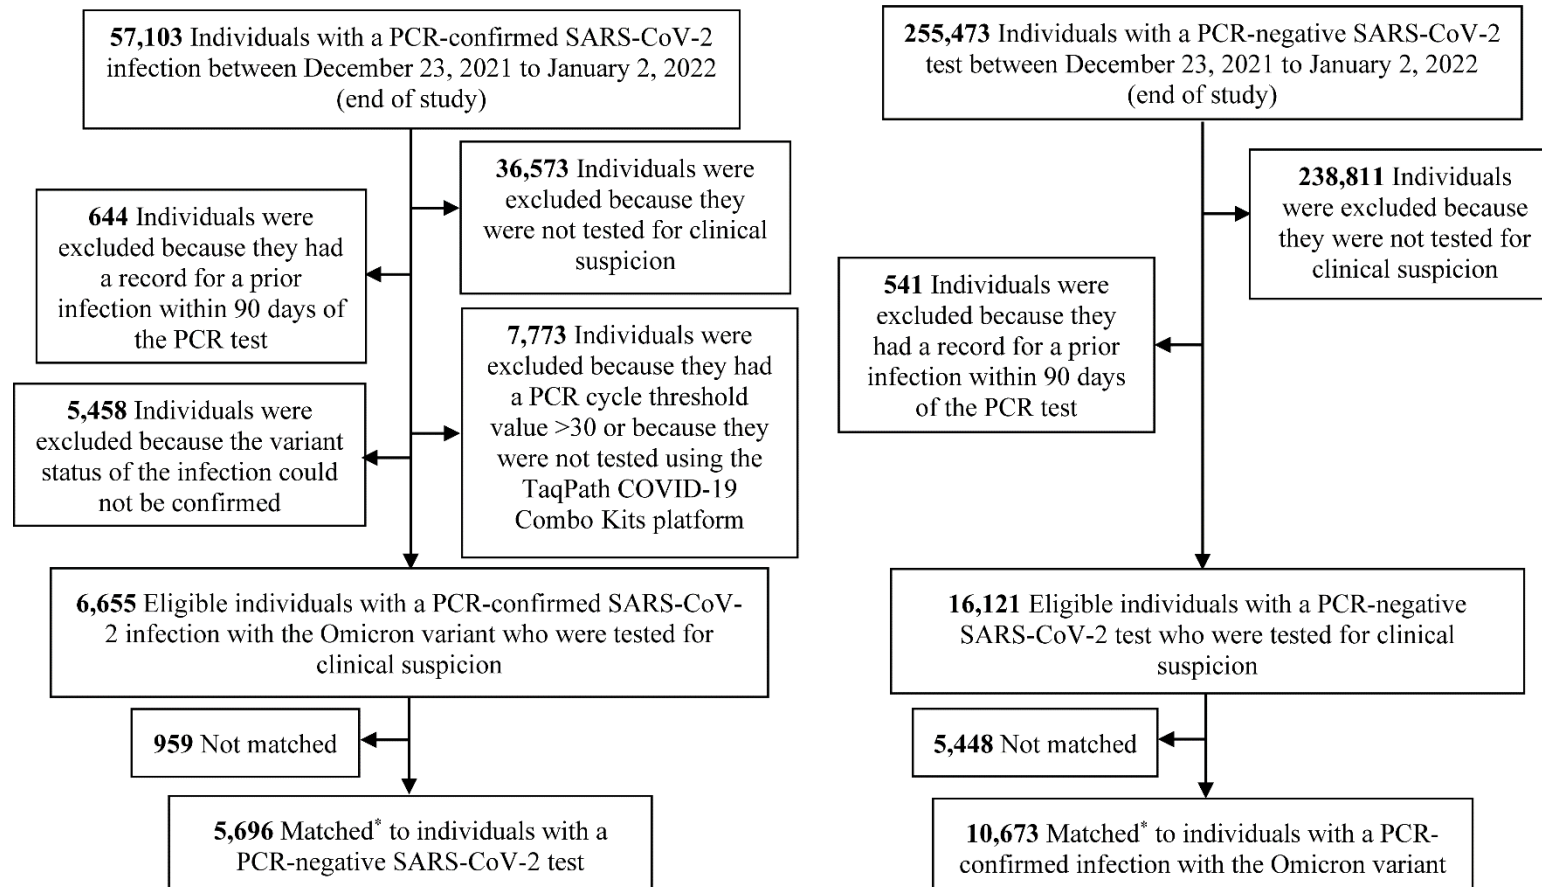 57,103 Individuals with a PCR-confirmed SARS-CoV-2
infection between December 23, 2021 to January 2, 2022
(end of study)
36,573 Individuals were
excluded because they
were not tested for clinical
suspicion
644 Individuals were
excluded because they had
a record for a prior
infection within 90 days of
the PCR test
7,773 Individuals were
excluded because they had
a PCR cycle threshold
value >30 or because they
were not tested using the
TaqPath COVID-19
Combo Kits platform
5,458 Individuals were
excluded because the variant
status of the infection could
not be confirmed
6,655 Eligible individuals with a PCR-confirmed SARS-CoV-
2 infection with the Omicron variant who were tested for
clinical suspicion
959 Not matched
5,696 Matched* to individuals with a
PCR-negative SARS-CoV-2 test
255,473 Individuals with a PCR-negative SARS-CoV-2
test between December 23, 2021 to January 2, 2022
(end of study)
238,811 Individuals
were excluded because
they were not tested for
clinical suspicion
541 Individuals were
excluded because they
had a record for a prior
infection within 90 days
of the PCR test
16,121 Eligible individuals with a PCR-negative
SARS-CoV-2 test who were tested for clinical
suspicion
5,448 Not matched
10,673 Matched* to individuals with a PCR-
confirmed infection with the Omicron variant